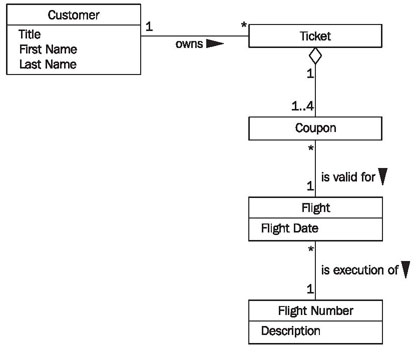 Customer
Title
First Name
Last Name
1
*
owns
Ticket
1
1..4
Coupon
*
is valid for
1
Flight
Flight Date
*
is execution of
1
Flight Number
Description